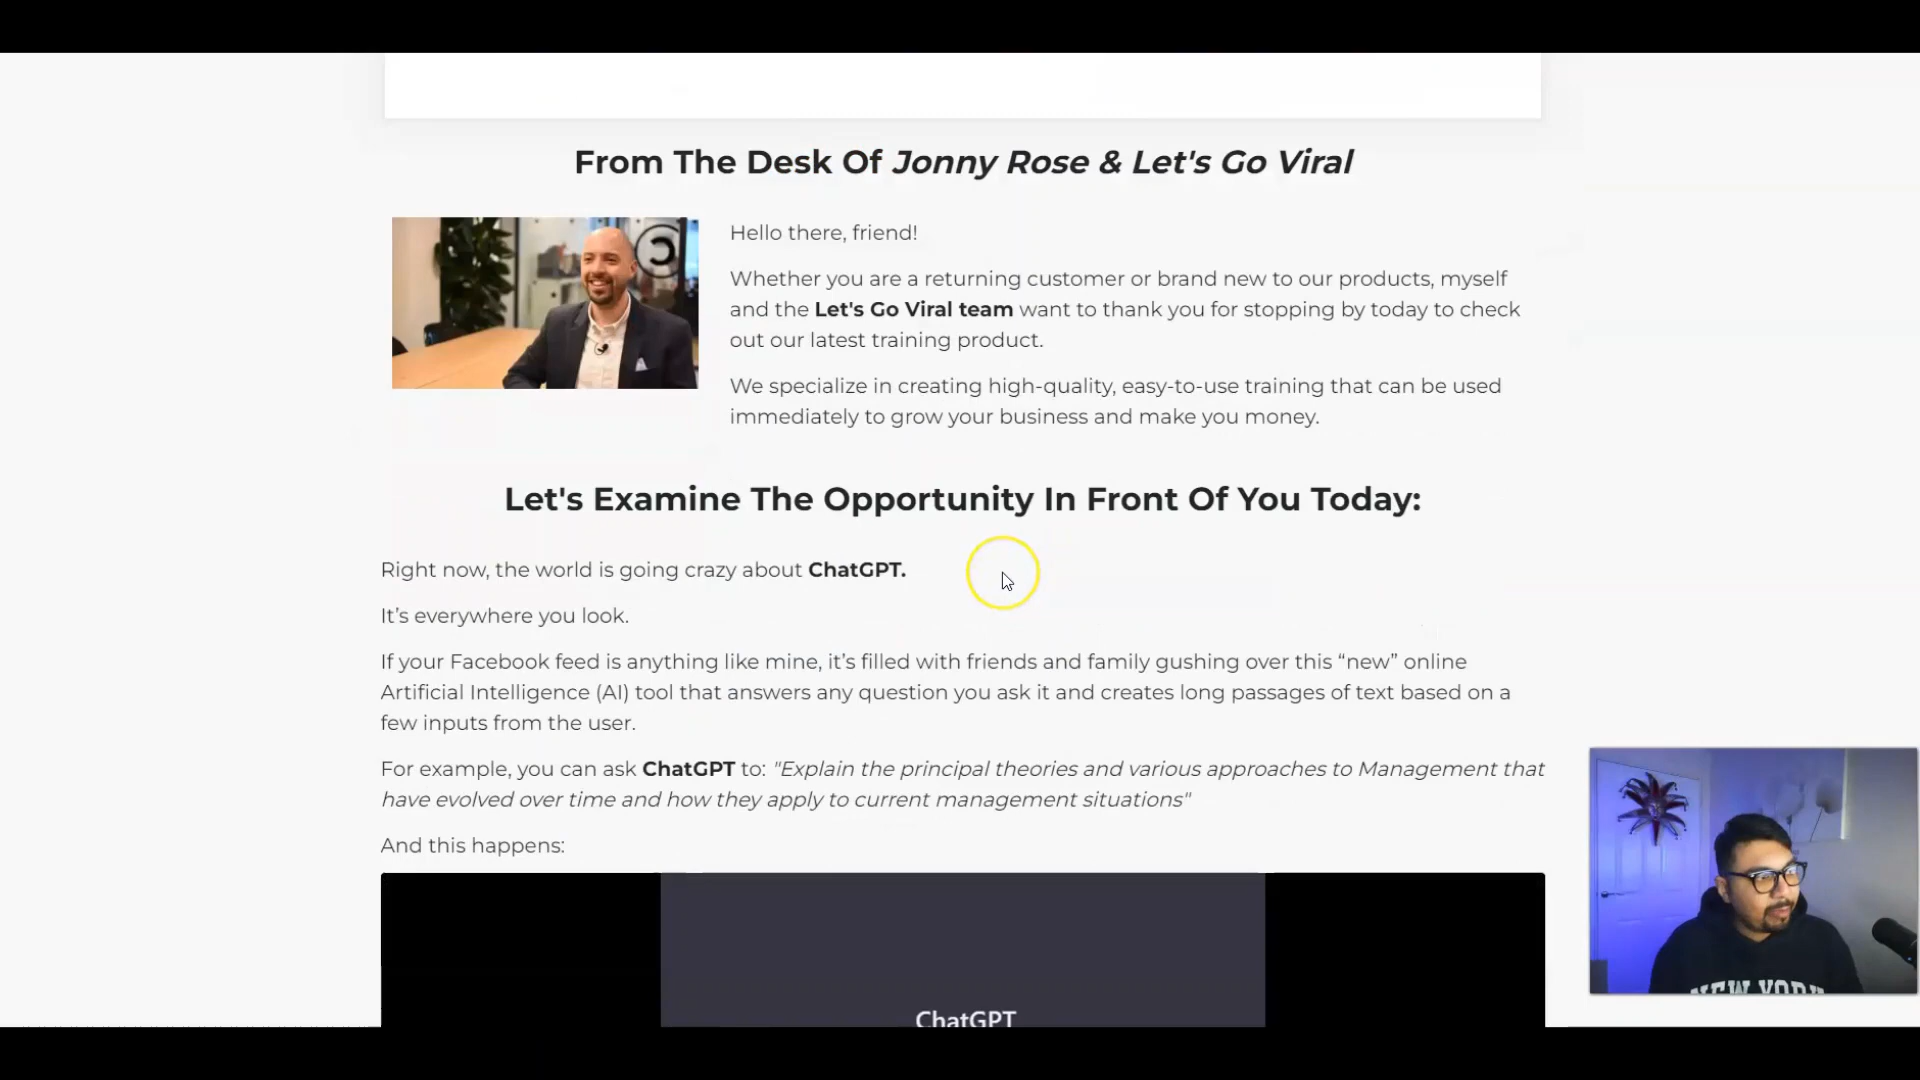 From The Desk Of Jonny Rose & Let's Go Viral
Hello there, friend!
Whether you are a returning customer or brand new to our products, myself
and the Let's Go Viral team want to thank you for stopping by today to check
out our latest training product.
We specialize in creating high-quality, easy-to-use training that can be used
immediately to grow your business and make you money.
Let's Examine The Opportunity In Front Of You Today:
Right now, the world is going crazy about ChatGPT.
It’s everywhere you look.
If your Facebook feed is anything like mine, it’s filled with friends and family gushing over this “new” online
Artificial Intelligence (AI) tool that answers any question you ask it and creates long passages of text based on a
few inputs from the user.
For example, you can ask ChatGPT to: "Explain the principal theories and various approaches to Management that
have evolved over time and how they apply to current management situations"
And this happens:
ChatGPT
NEW YORK